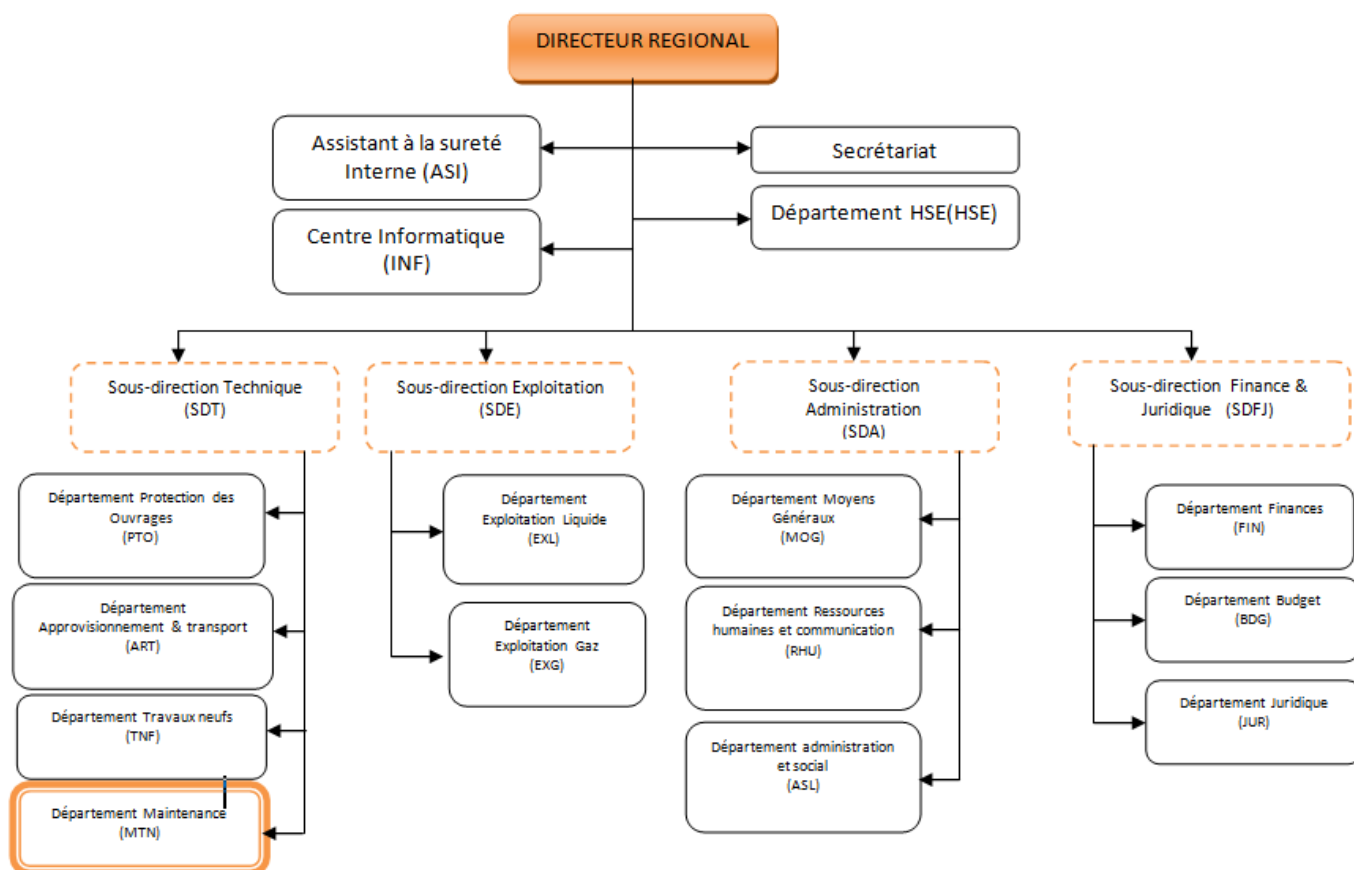 DIRECTEUR REGIONAL
Assistant à la sureté
Interne (ASI)
Secrétariat
Département HSE(HSE)
Centre Informatique
(INF)
Sous-direction Technique
(SDT)
Sous-direction Exploitation
(SDE)
Sous-direction
Administration
(SDA)
Sous-direction Finance &
Juridique (SDFJ)
Département Protection des
Ouvrages
(PTO)
Département
Approvisionnement & transport
(ART)
Département Travaux neufs
(TNF)
Département Maintenance
(MTN)
Département
Exploitation Liquide
(EXL)
Département
Exploitation Gaz
(EXG)
Département Moyens
Généraux
(MOG)
Département Ressources
humaines et communication
(RHU)
Département administration
et social
(ASL)
Département Finances
(FIN)
Département Budget
(BDG)
Département Juridique
(JUR)